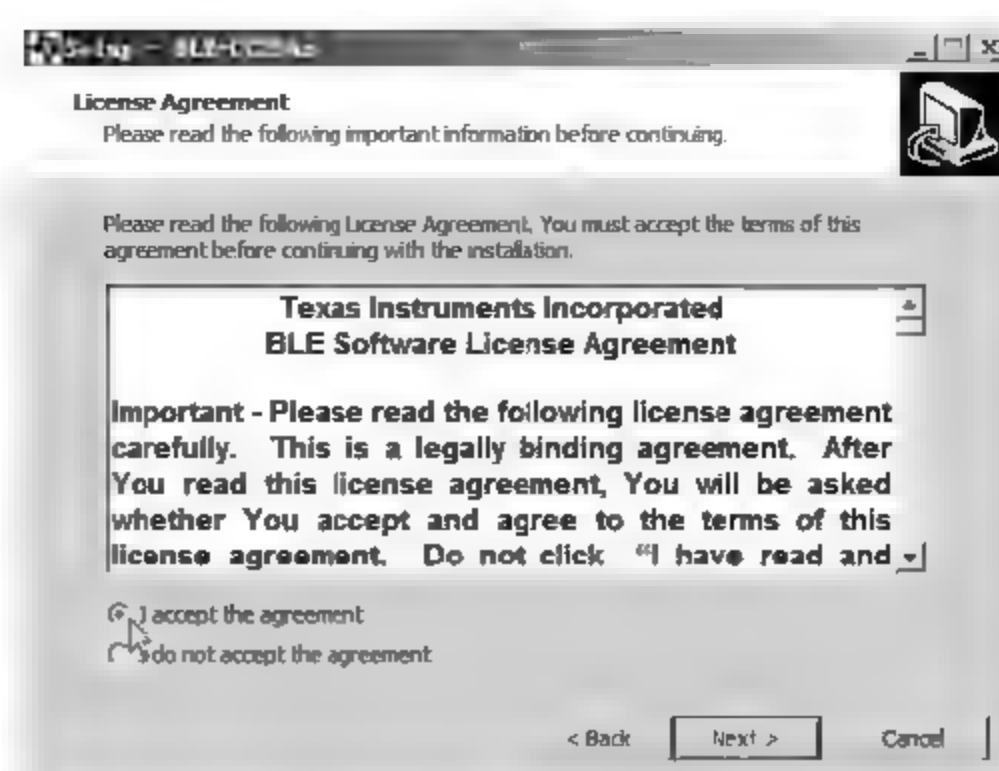 Setup - BLE-CC254x
License Agreement
Please read the following important information before continuing.
Please read the following License Agreement. You must accept the terms of this
agreement before continuing with the installation.
Texas Instruments Incorporated
BLE Software License Agreement
Important - Please read the following license agreement
carefully. This is a legally binding agreement. After
You read this license agreement, You will be asked
whether You accept and agree to the terms of this
license agreement. Do not click “I have read and
I accept the agreement
I do not accept the agreement
< Back Next > Cancel